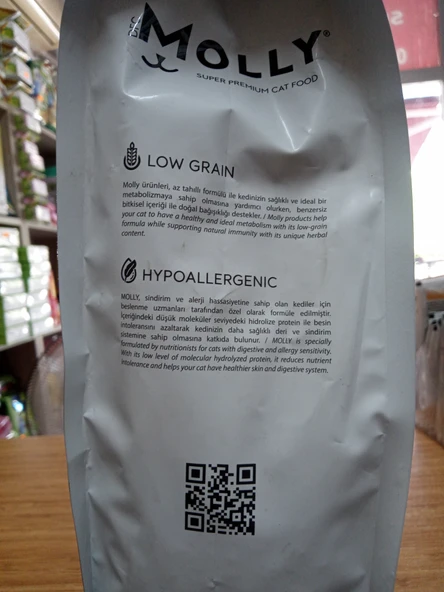 DSC
MOLLY®
SUPER PREMIUM CAT FOOD
LOW GRAIN
Molly ürünleri, az tahıllı formülü ile kedinizin sağlıklı ve ideal bir
metabolizmaya sahip olmasına yardımcı olurken, benzersiz
bitkisel içeriği ile doğal bağışıklığı destekler. / Molly products help
your cat to have a healthy and ideal metabolism with its low-grain
formula while supporting natural immunity with its unique herbal
content.
HYPOALLERGENIC
MOLLY, sindirim ve alerji hassasiyetine sahip olan kediler için
beslenme uzmanları tarafından özel olarak formüle edilmiştir.
İçeriğindeki düşük moleküler seviyedeki hidrolize protein ile besin
intoleransını azaltarak kedinizin daha sağlıklı deri ve sindirim
sistemine sahip olmasına katkıda bulunur. / MOLLY is specially
formulated by nutritionists for cats with digestive and allergy sensitivity.
With its low level of molecular hydrolyzed protein, it reduces nutrient
intolerance and helps your cat have healthier skin and digestive system.